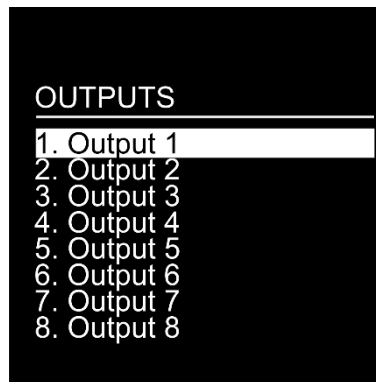 OUTPUTS
1. Output 1
2. Output 2
3. Output 3
4. Output 4
5. Output 5
6. Output 6
7. Output 7
8. Output 8